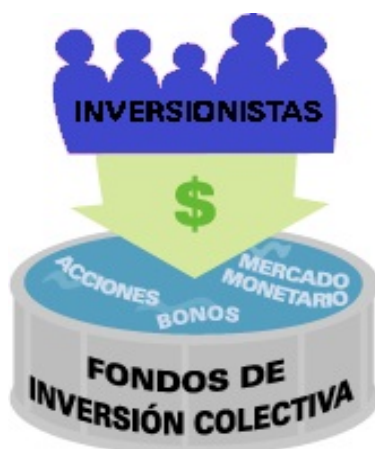 INVERSIONISTAS
$
ACCIONES
MERCADO
MONETARIO
BONOS
FONDOS DE
INVERSIÓN COLECTIVA